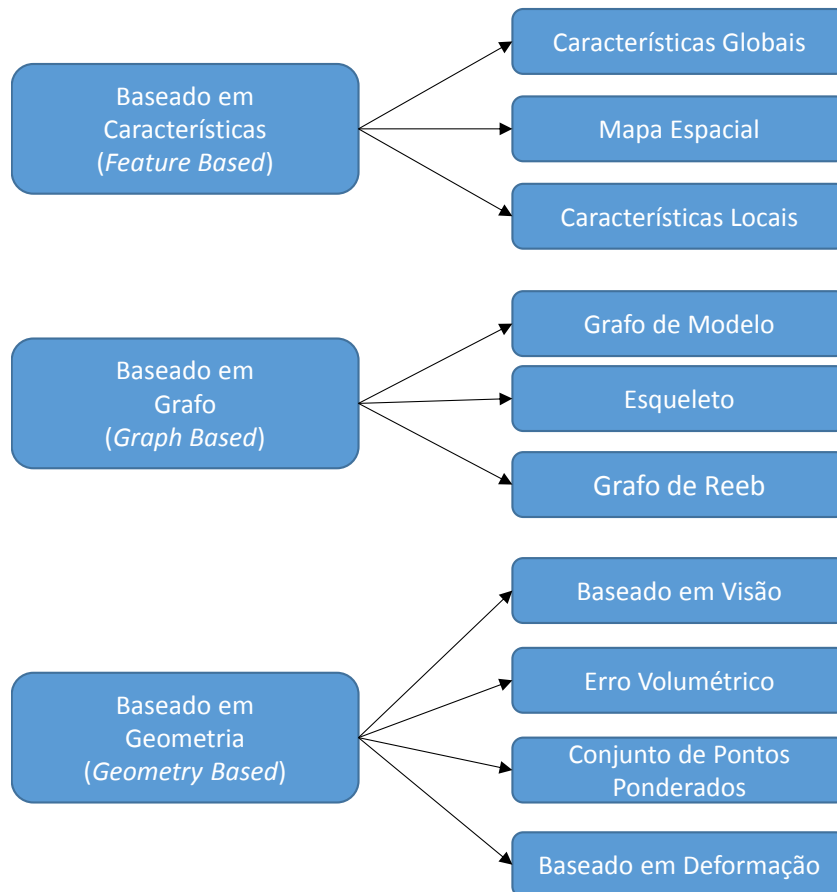 Baseado em
Características
(Feature Based)
Características Globais
Mapa Espacial
Características Locais
Baseado em
Grafo
(Graph Based)
Grafo de Modelo
Esqueleto
Grafo de Reeb
Baseado em
Geometria
(Geometry Based)
Baseado em Visão
Erro Volumétrico
Conjunto de Pontos
Ponderados
Baseado em Deformação